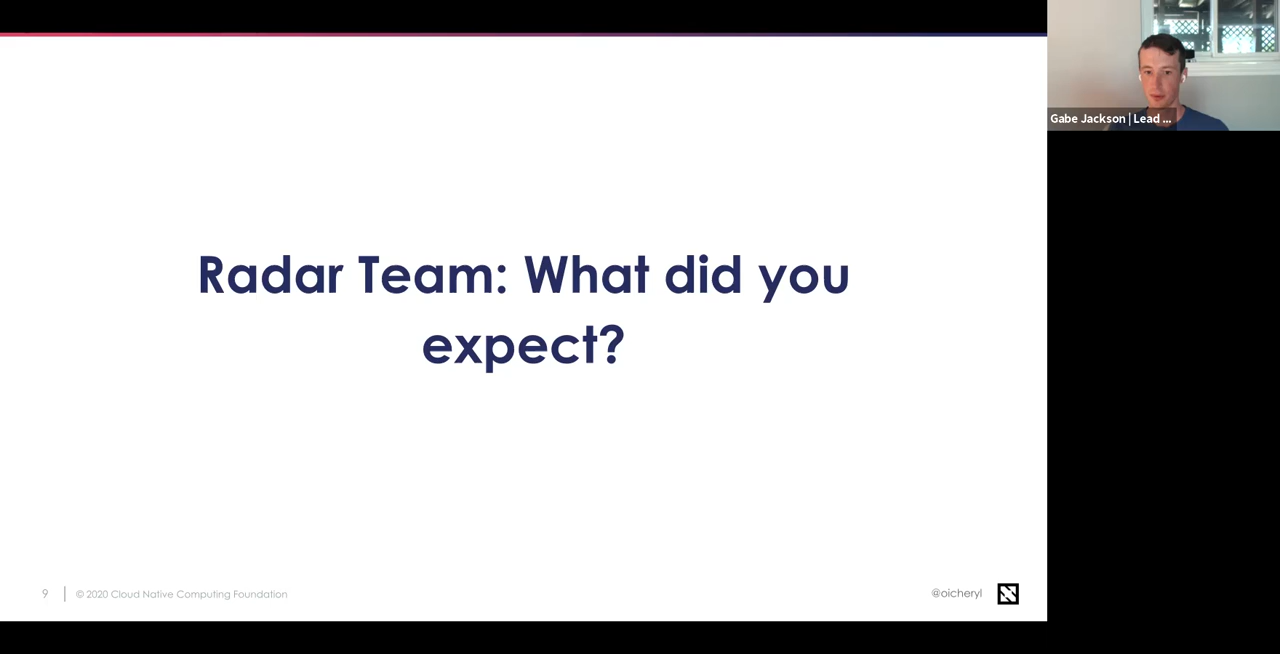 Gabe Jackson | Lead ...
Radar Team: What did you
expect?
9
© 2020 Cloud Native Computing Foundation
@oicheryl